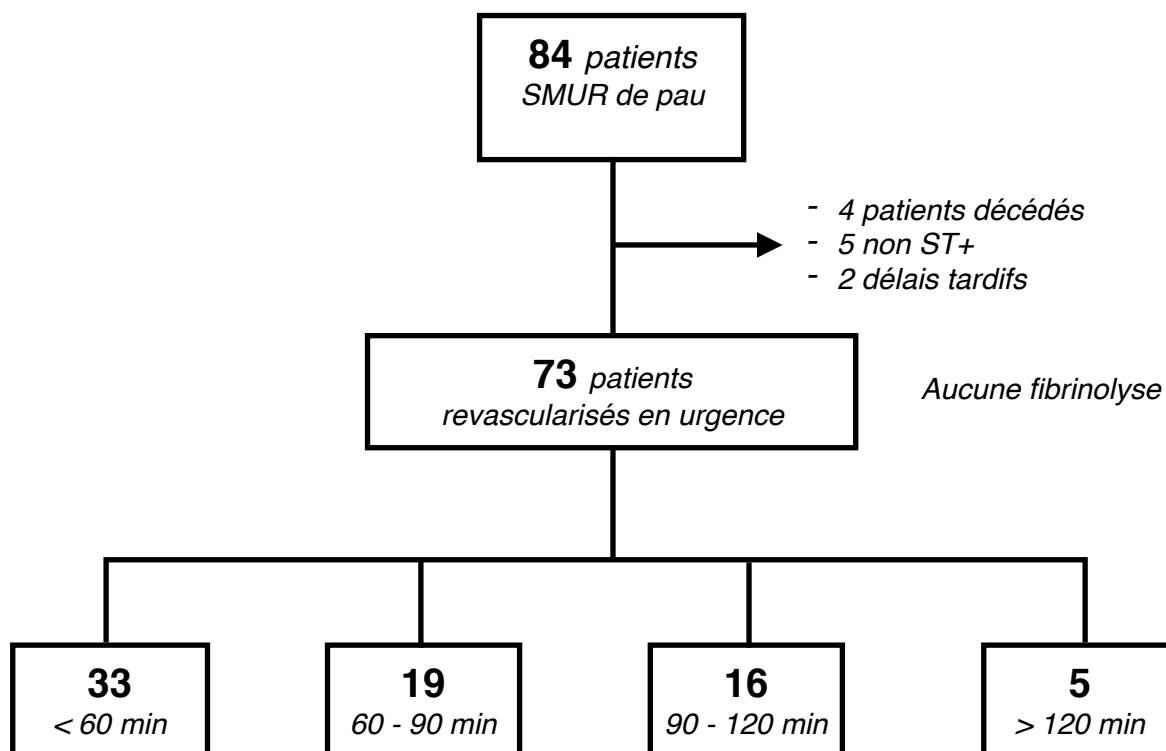 84 patients
SMUR de pau
- 4 patients décédés
- 5 non ST+
- 2 délais tardifs
73 patients
revascularisés en urgence
Aucune fibrinolyse
33
< 60 min
19
60 - 90 min
16
90 - 120 min
5
> 120 min